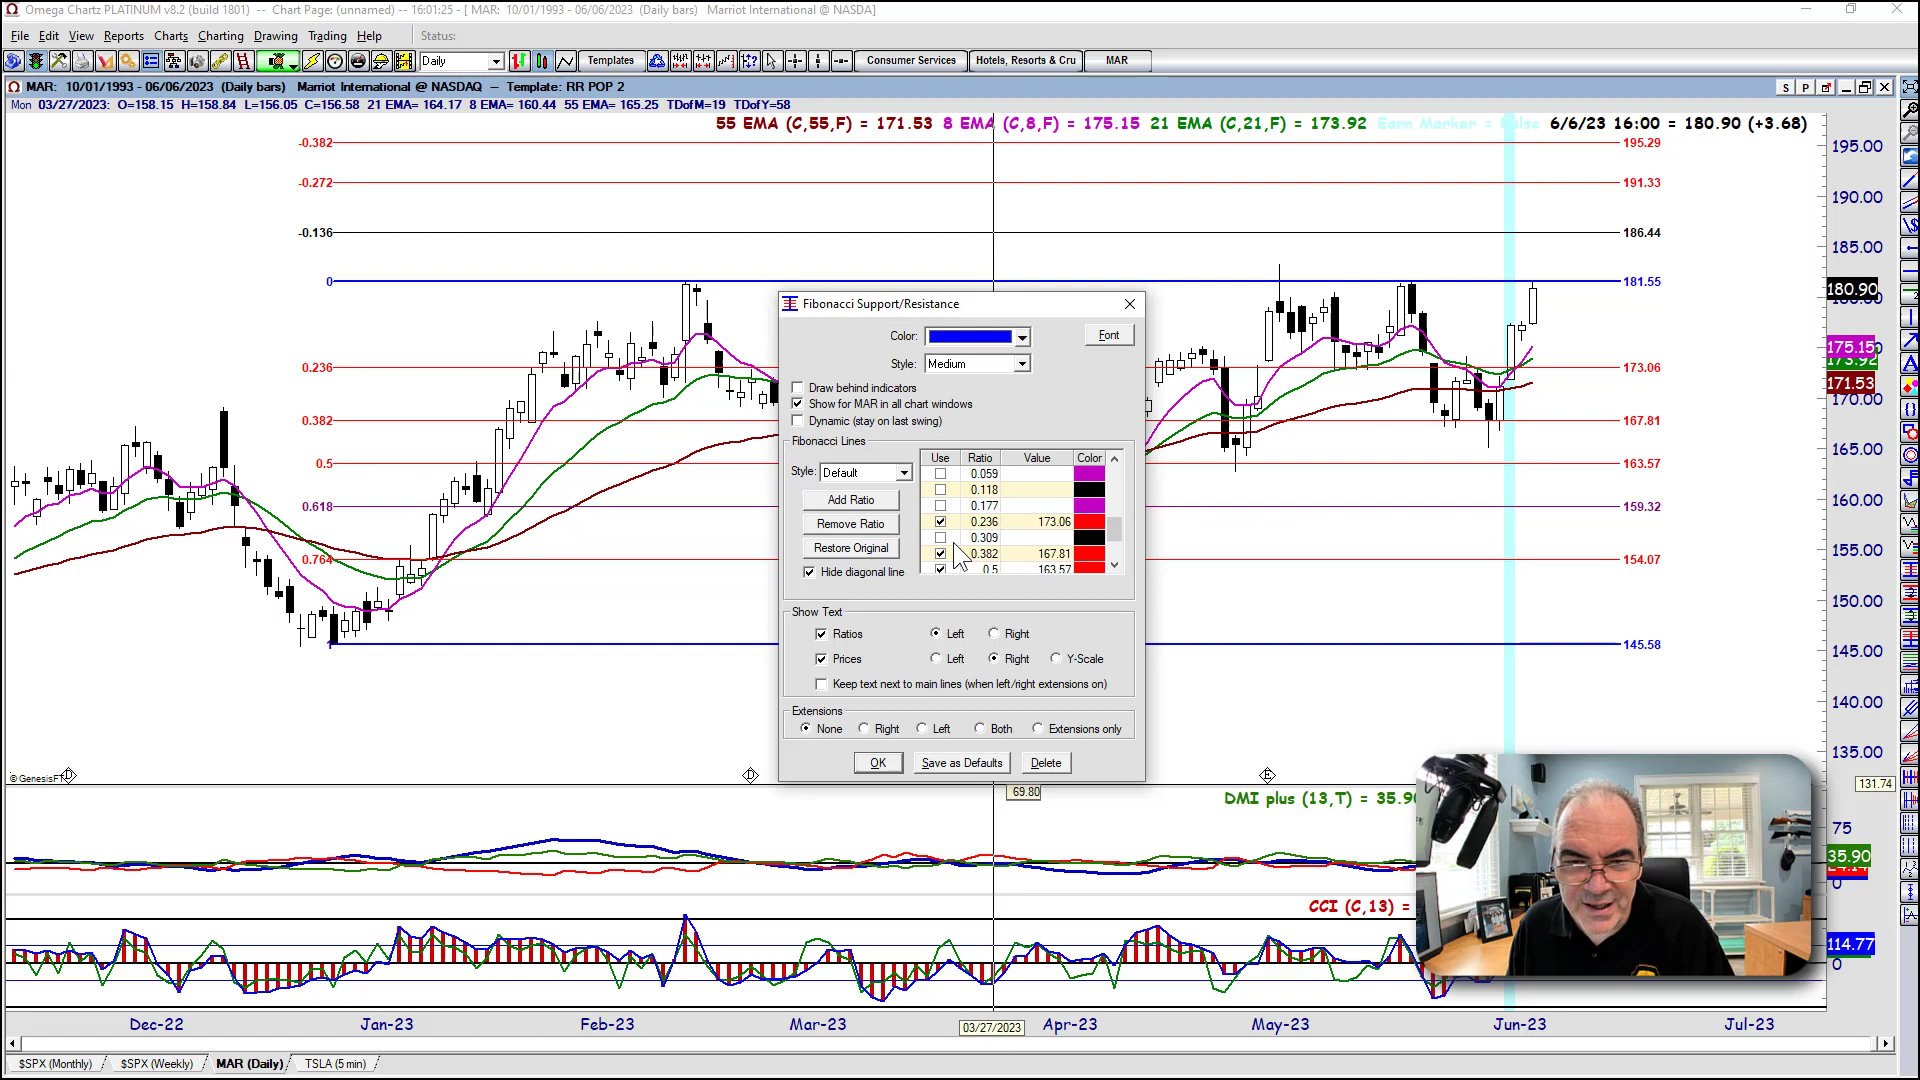 Omega Chartz PLATINUM v8.2 (build 1801) -- Chart Page: (unnamed) -- 16:01:25 - [ MAR: 10/01/1993 - 06/06/2023 (Daily bars) Marriot International @ NASDA]
File Edit View Reports Charts Charting Drawing Trading Help Status:
Daily Templates Consumer Services Hotels, Resorts & Cru MAR
MAR: 10/01/1993 - 06/06/2023 (Daily bars) Marriot International @ NASDAQ -- Template: RR POP 2
S P
Mon 03/27/2023: O=158.15 H=158.84 L=156.05 C=156.58 21 EMA= 164.17 8 EMA= 160.44 55 EMA= 165.25 TDofM=19 TDofY=58
55 EMA (C,55,F) = 171.53 8 EMA (C,8,F) = 175.15 21 EMA (C,21,F) = 173.92 Earn Marker = False 6/6/23 16:00 = 180.90 (+3.68)
-0.382 195.29
-0.272 191.33
-0.136 186.44
0 181.55
0.236 173.06
0.382 167.81
0.5 163.57
0.618 159.32
0.764 154.07
1 145.58
195.00
190.00
185.00
180.90
175.15
173.92
171.53
170.00
165.00
160.00
155.00
150.00
145.00
140.00
135.00
131.74
Fibonacci Support/Resistance
Color: Font
Style: Medium
Draw behind indicators
Show for MAR in all chart windows
Dynamic (stay on last swing)
Fibonacci Lines
Style: Default
Add Ratio
Remove Ratio
Restore Original
Hide diagonal line
Use Ratio Value Color
0.059
0.118
0.177
0.236 173.06
0.309
0.382 167.81
0.5 163.57
Show Text
Ratios Left Right
Prices Left Right Y-Scale
Keep text next to main lines (when left/right extensions on)
Extensions
None Right Left Both Extensions only
OK Save as Defaults Delete
© GenesisFT
D D E
69.80
DMI plus (13,T) = 35.90
75
35.90
0
CCI (C,13) =
114.77
0
Dec-22 Jan-23 Feb-23 Mar-23 03/27/2023 Apr-23 May-23 Jun-23 Jul-23
$SPX (Monthly) $SPX (Weekly) MAR (Daily) TSLA (5 min)